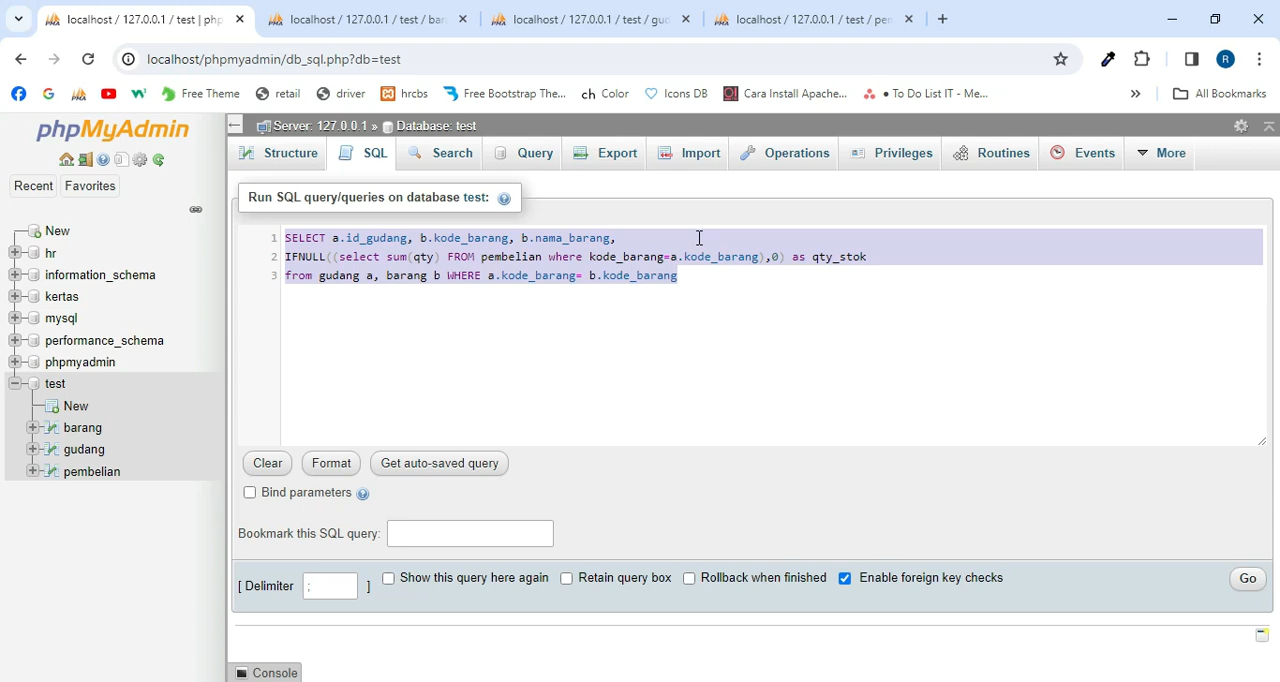 localhost / 127.0.0.1 / test | php
localhost / 127.0.0.1 / test / bar
localhost / 127.0.0.1 / test / gud
localhost / 127.0.0.1 / test / pem
localhost/phpmyadmin/db_sql.php?db=test
R
Free Theme
retail
driver
hrcbs
Free Bootstrap The...
ch Color
Icons DB
Cara Install Apache...
• To Do List IT - Me...
»
All Bookmarks
phpMyAdmin
Recent
Favorites
New
hr
information_schema
kertas
mysql
performance_schema
phpmyadmin
test
New
barang
gudang
pembelian
Server: 127.0.0.1 » Database: test
Structure
SQL
Search
Query
Export
Import
Operations
Privileges
Routines
Events
More
Run SQL query/queries on database test:
1 SELECT a.id_gudang, b.kode_barang, b.nama_barang,
2 IFNULL((select sum(qty) FROM pembelian where kode_barang=a.kode_barang),0) as qty_stok
3 from gudang a, barang b WHERE a.kode_barang= b.kode_barang
Clear
Format
Get auto-saved query
Bind parameters
Bookmark this SQL query:
[ Delimiter ; ]
Show this query here again
Retain query box
Rollback when finished
Enable foreign key checks
Go
Console